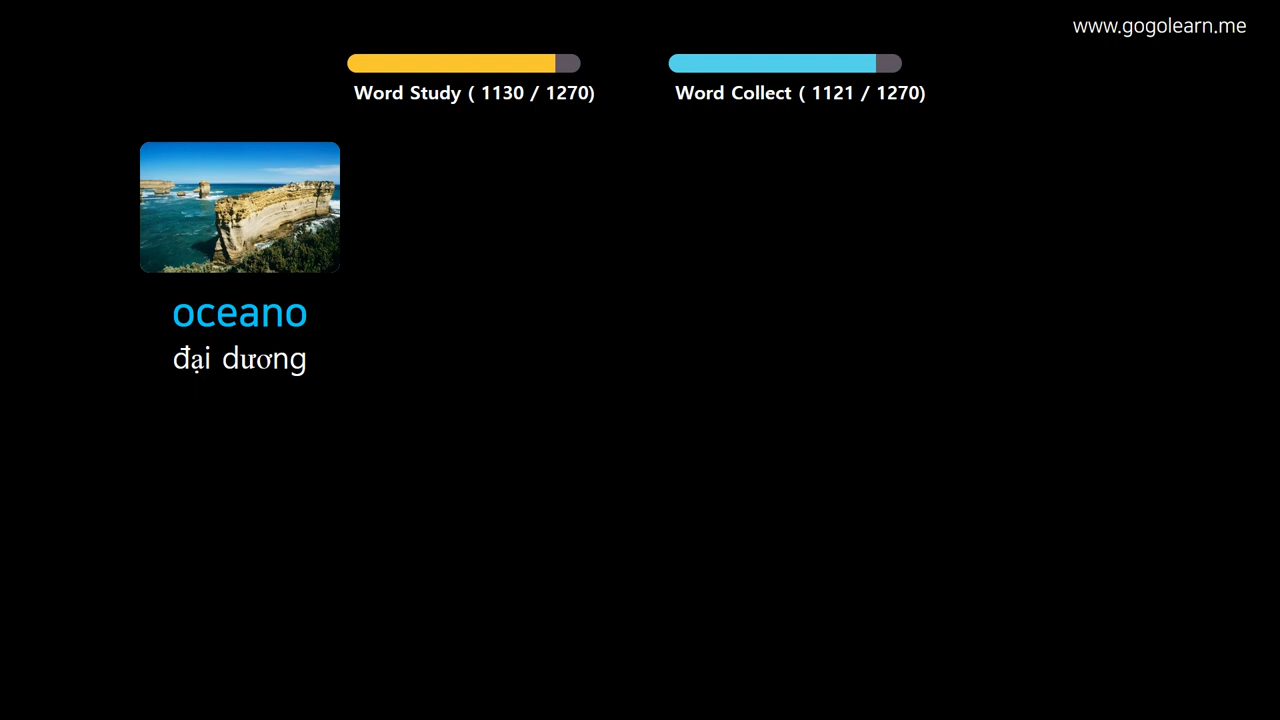 www.gogolearn.me
Word Study ( 1130 / 1270)
Word Collect ( 1121 / 1270)
oceano
đại dương